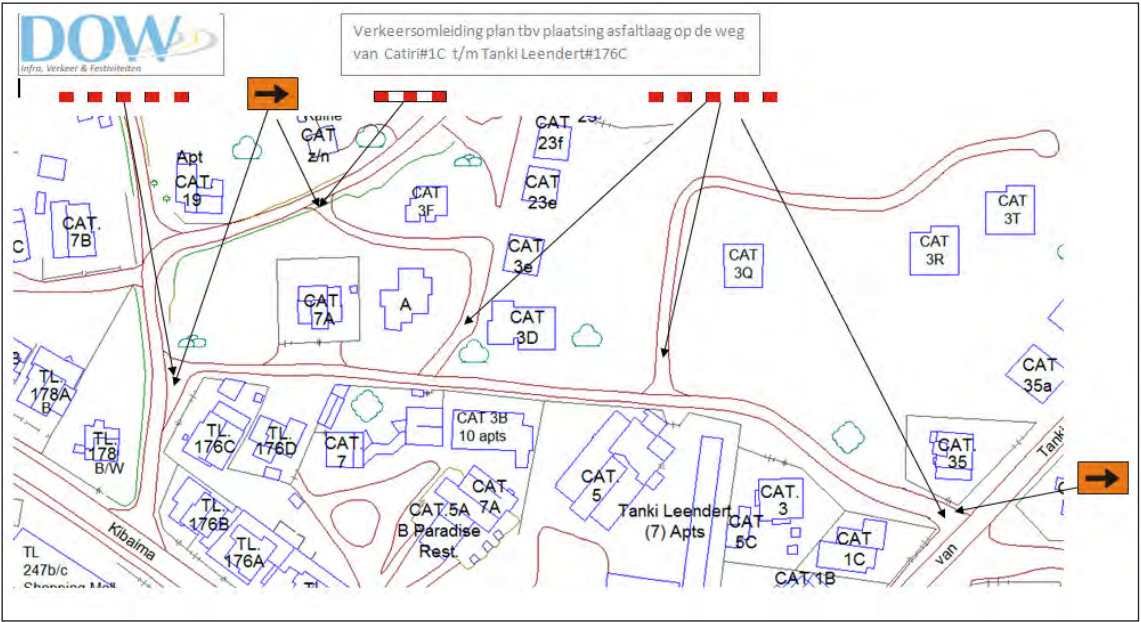 DOW
Infra, Verkeer & Festiviteiten
Verkeersomleiding plan tbv plaatsing asfaltlaag op de weg
van Catiri#1C t/m Tanki Leendert#176C
CAT
z/n
CAT
23f
Apt
CAT.
19
CAT
23e
CAT
3F
CAT
3T
CAT.
7B
C
CAT
3e
CAT
3Q
CAT
3R
CAT.
7A
A
CAT
3D
CAT
35a
TL.
178A
B
TL.
178
B/W
TL.
176C
TL.
176D
CAT.
7
CAT 3B
10 apts
CAT.
35
Tanki
CAT.
5
CAT.
7A
CAT.5A
B Paradise
Rest.
CAT.
3
Tanki Leendert
(7) Apts
CAT
5C
CAT
1C
van
TL.
176B
TL.
176A
Kibaima
TL
247b/c
Shopping Mall
TL
CAT 1B